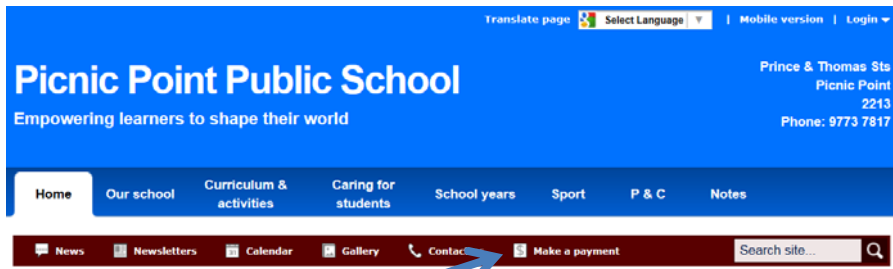 Translate page Select Language ▼ | Mobile version | Login
Picnic Point Public School
Empowering learners to shape their world
Prince & Thomas Sts
Picnic Point
2213
Phone: 9773 7817
Home Our school Curriculum & activities Caring for students School years Sport P & C Notes
News Newsletters Calendar Gallery Make a payment Search site...